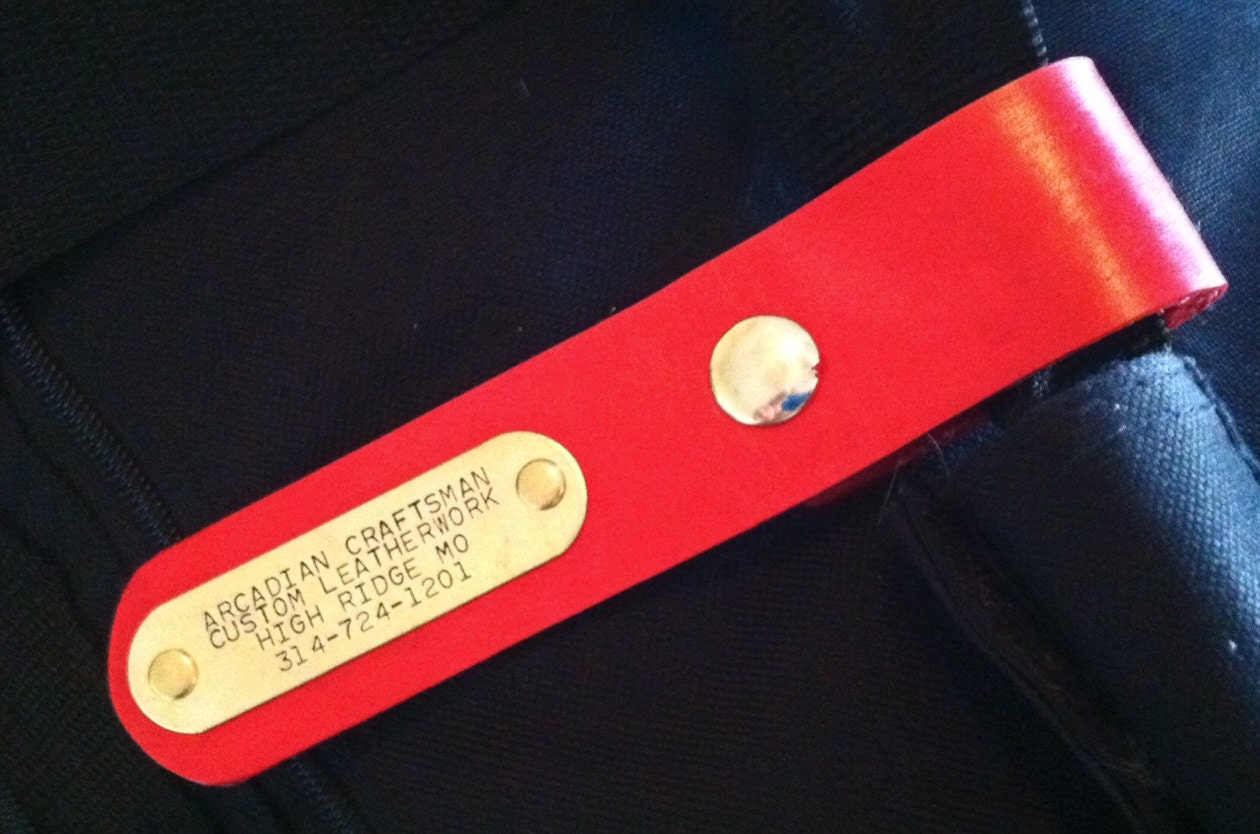 ARCADIAN CRAFTSMAN
CUSTOM LEATHERWORK
HIGH RIDGE MO
314-724-1201